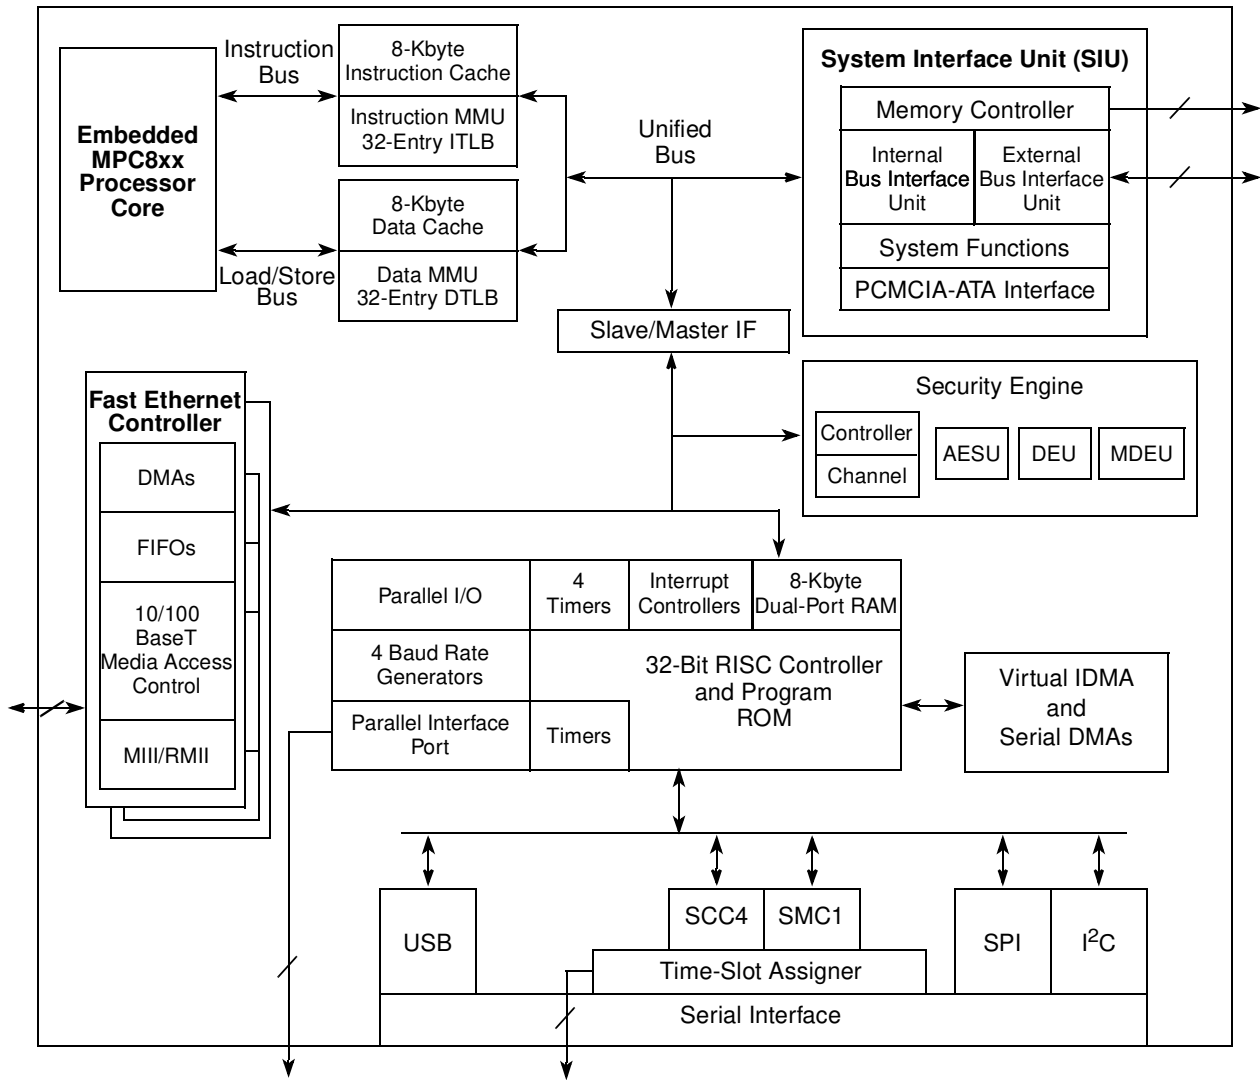 Instruction
Bus
8-Kbyte
Instruction Cache
Instruction MMU
32-Entry ITLB
Embedded
MPC8xx
Processor
Core
8-Kbyte
Data Cache
Data MMU
32-Entry DTLB
Load/Store
Bus
Unified
Bus
System Interface Unit (SIU)
Memory Controller
Internal
Bus Interface
Unit
External
Bus Interface
Unit
System Functions
PCMCIA-ATA Interface
Slave/Master IF
Security Engine
Controller
Channel
AESU
DEU
MDEU
Fast Ethernet
Controller
DMAs
FIFOs
10/100
BaseT
Media Access
Control
MIII/RMII
Parallel I/O
4
Timers
Interrupt
Controllers
8-Kbyte
Dual-Port RAM
4 Baud Rate
Generators
32-Bit RISC Controller
and Program
ROM
Parallel Interface
Port
Timers
Virtual IDMA
and
Serial DMAs
USB
SCC4
SMC1
SPI
I²C
Time-Slot Assigner
Serial Interface